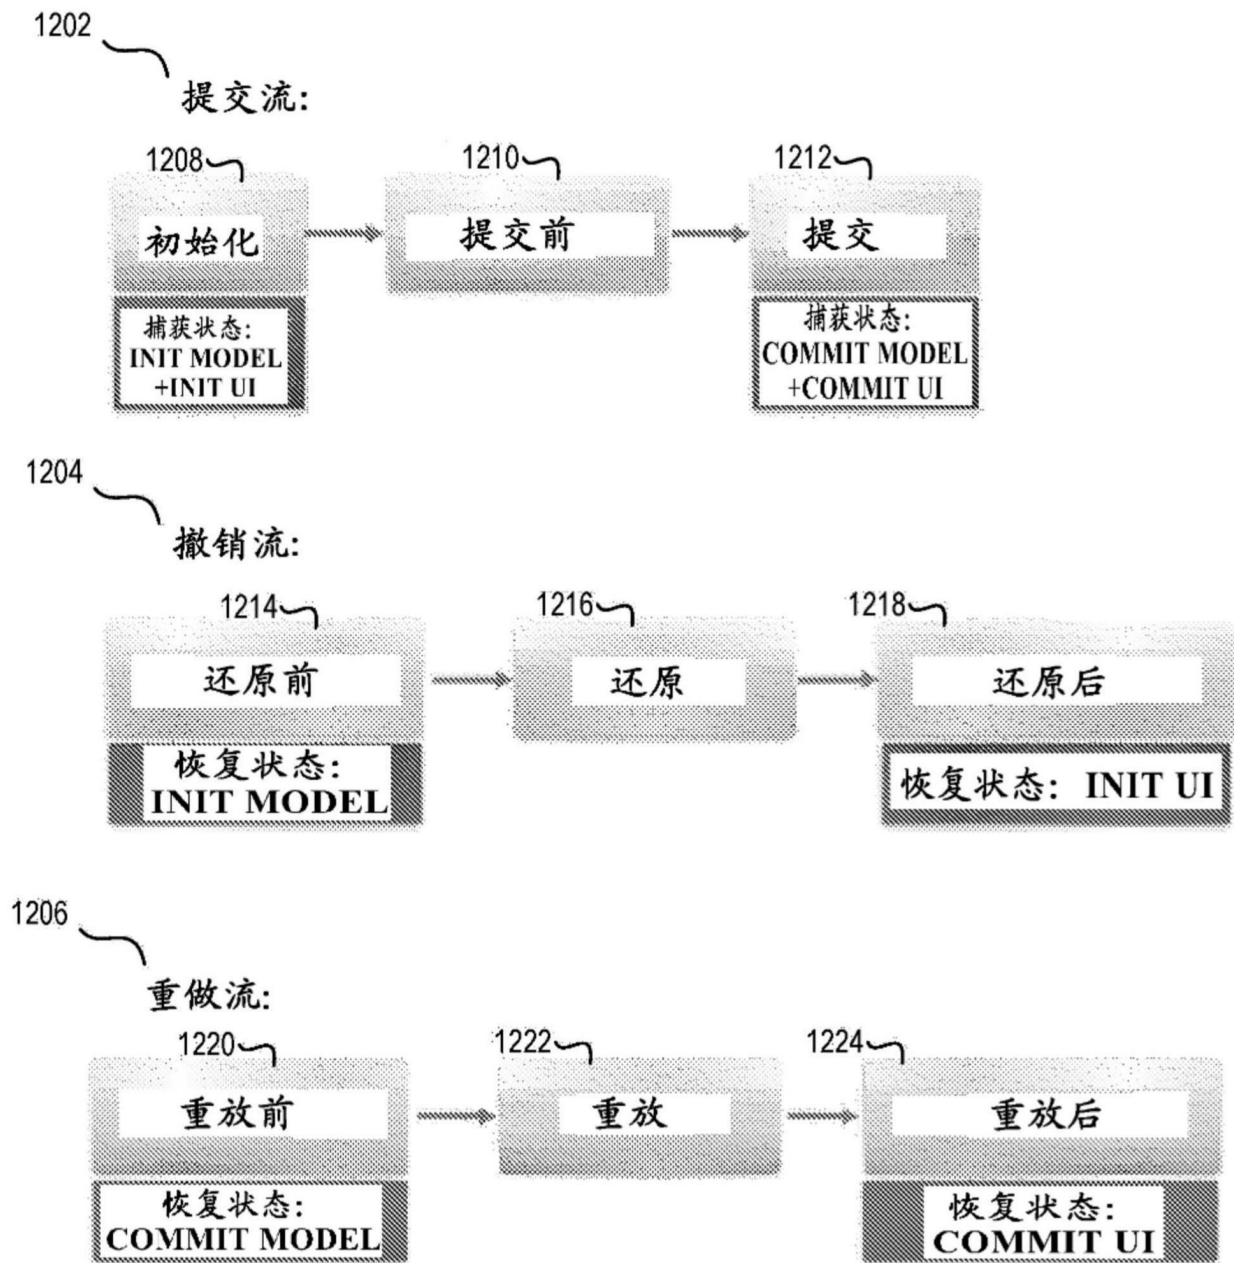 1202
提交流:
1208
1210
1212
初始化
提交前
提交
捕获状态:
INIT MODEL
+INIT UI
捕获状态:
COMMIT MODEL
+COMMIT UI
1204
撤销流:
1214
1216
1218
还原前
还原
还原后
恢复状态:
INIT MODEL
恢复状态: INIT UI
1206
重做流:
1220
1222
1224
重放前
重放
重放后
恢复状态:
COMMIT MODEL
恢复状态:
COMMIT UI